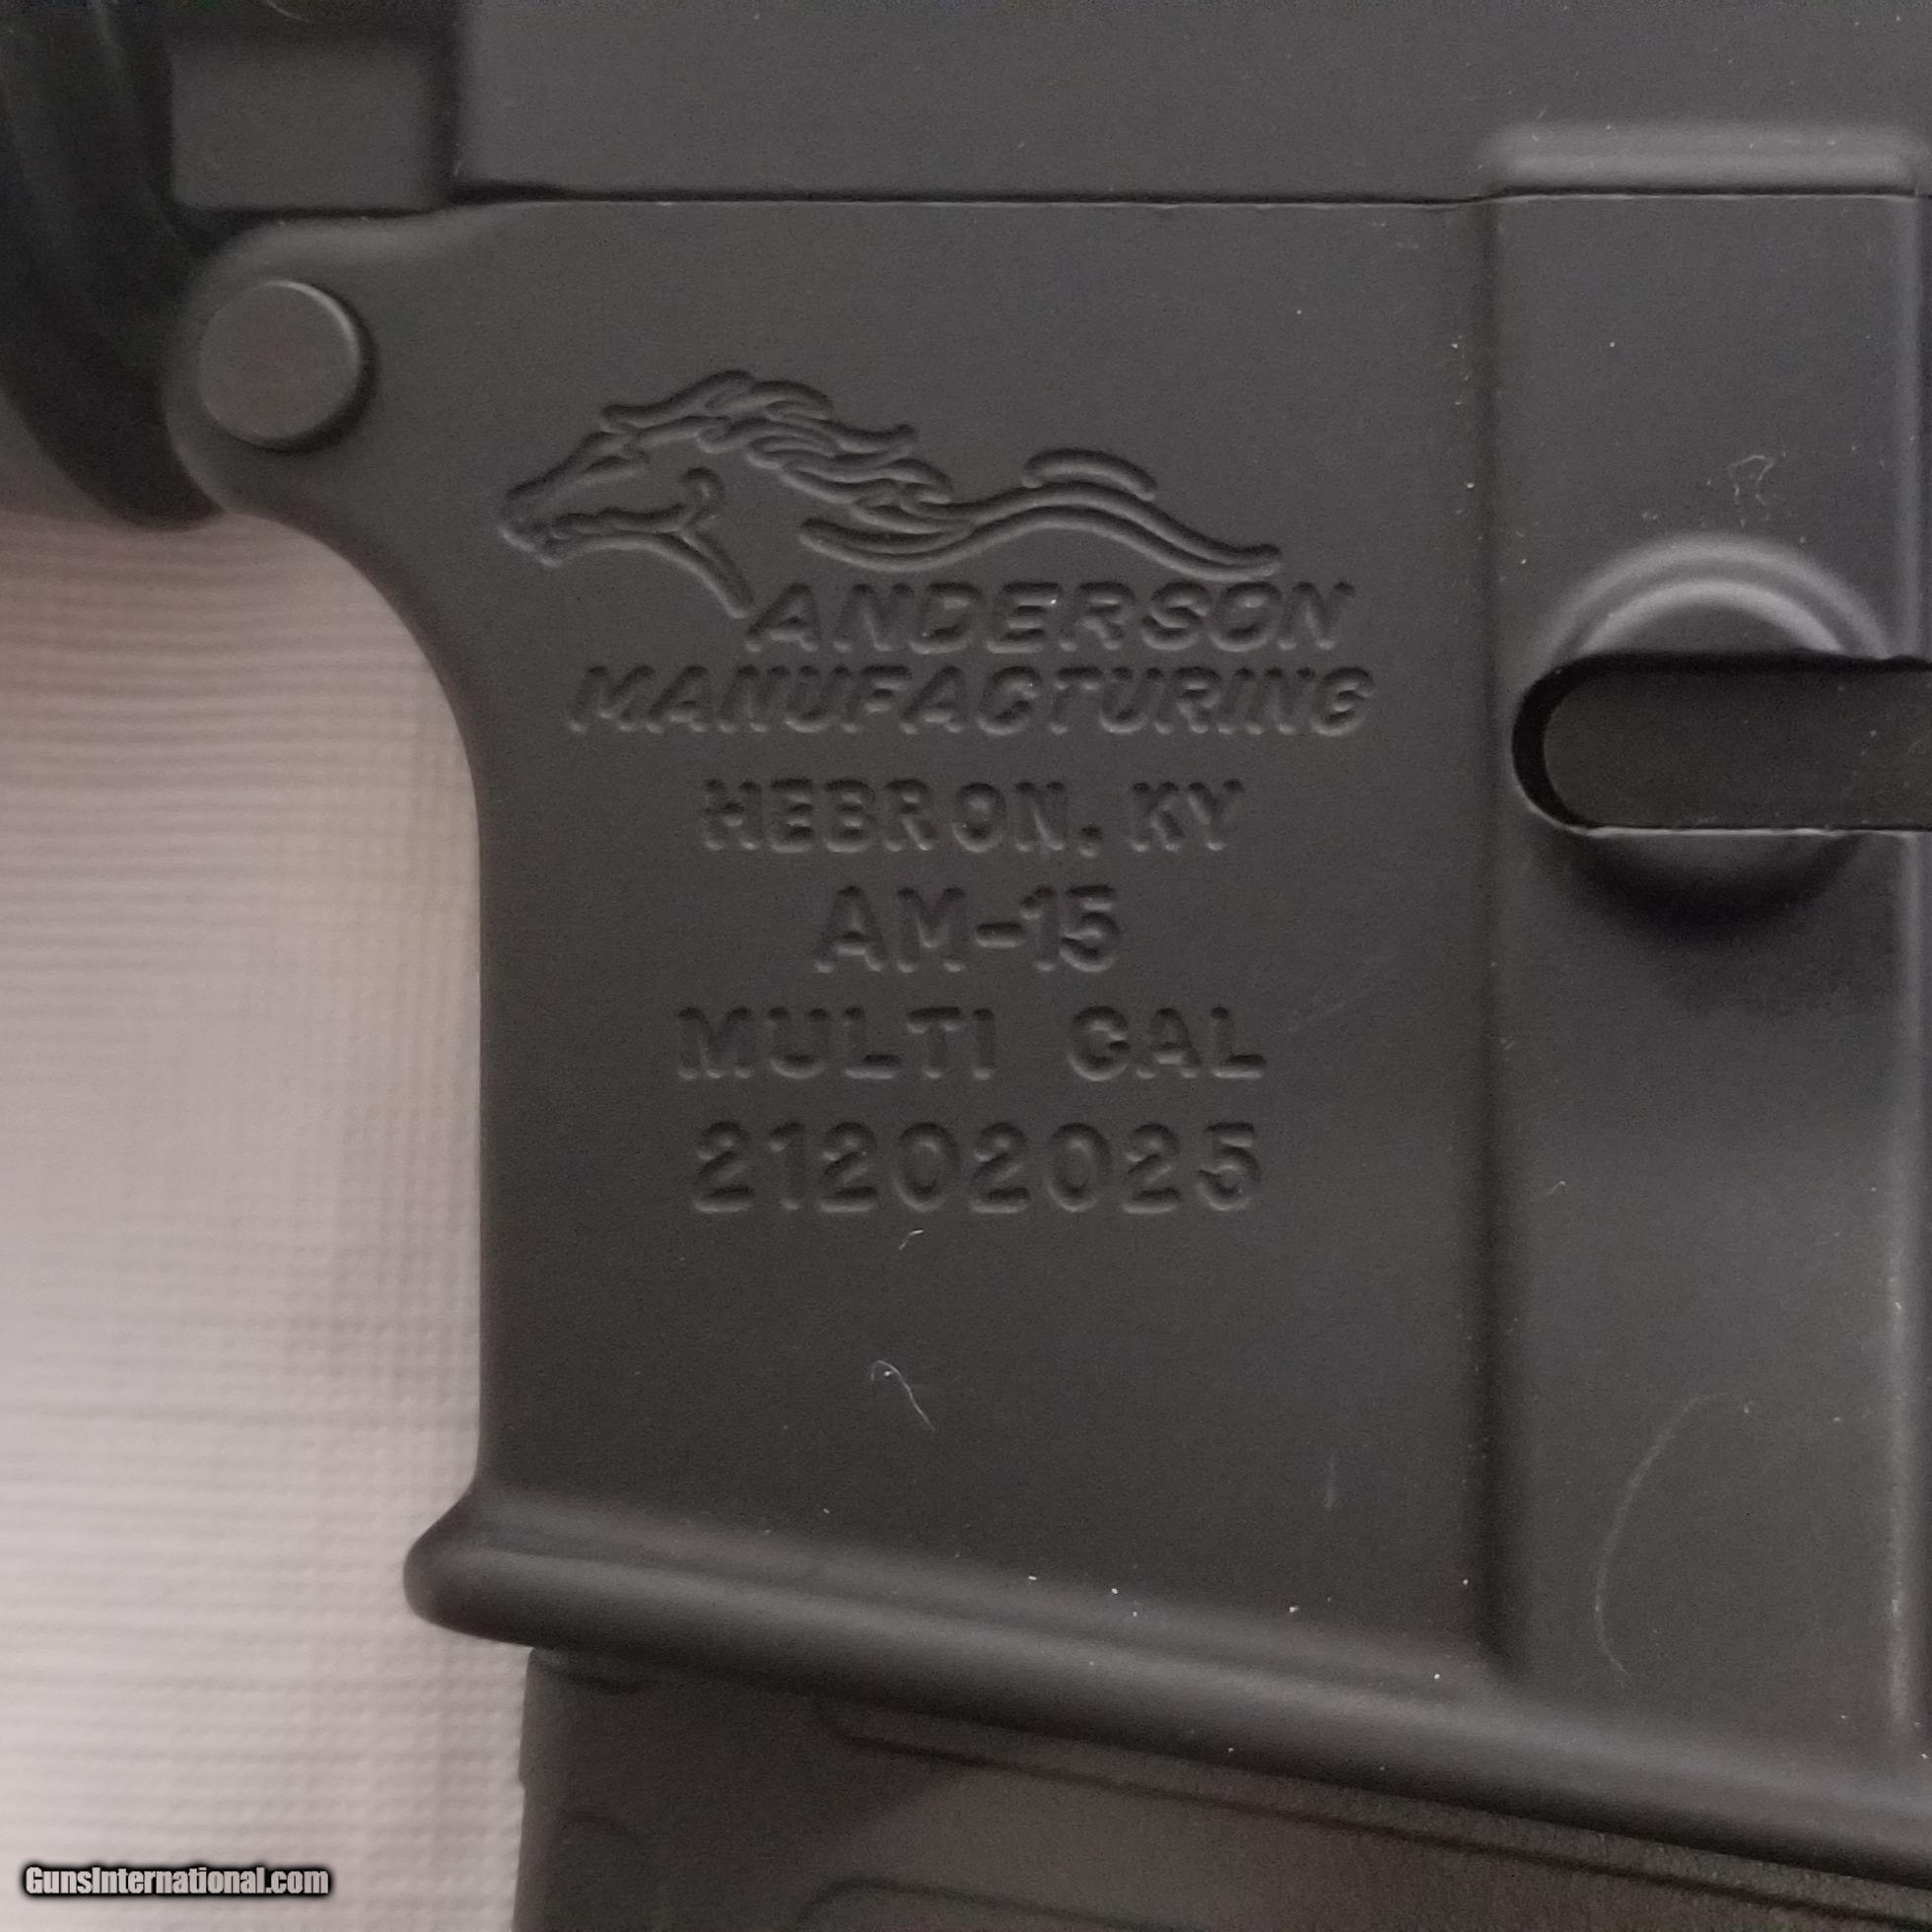 ANDERSON
MANUFACTURING
HEBRON, KY
AM-15
MULTI CAL
21202025
GunsInternational.com